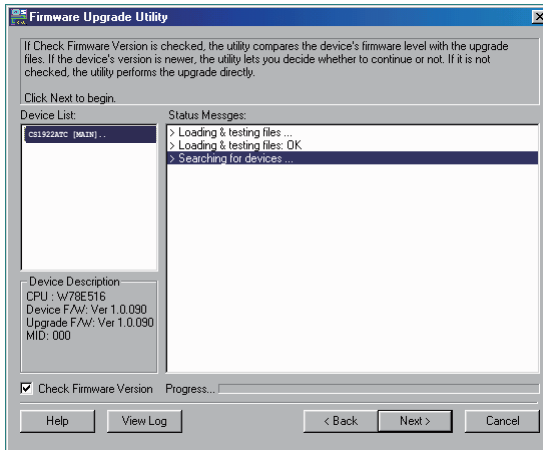 Firmware Upgrade Utility
If Check Firmware Version is checked, the utility compares the device's firmware level with the upgrade
files. If the device's version is newer, the utility lets you decide whether to continue or not. If it is not
checked, the utility performs the upgrade directly.
Click Next to begin.
Device List:
CS1922ATC [MAIN]..
Status Messges:
> Loading & testing files ...
> Loading & testing files: OK
> Searching for devices ...
Device Description
CPU : W78E516
Device F/W: Ver 1.0.090
Upgrade F/W: Ver 1.0.090
MID: 000
Check Firmware Version
Progress...
Help
View Log
< Back
Next >
Cancel